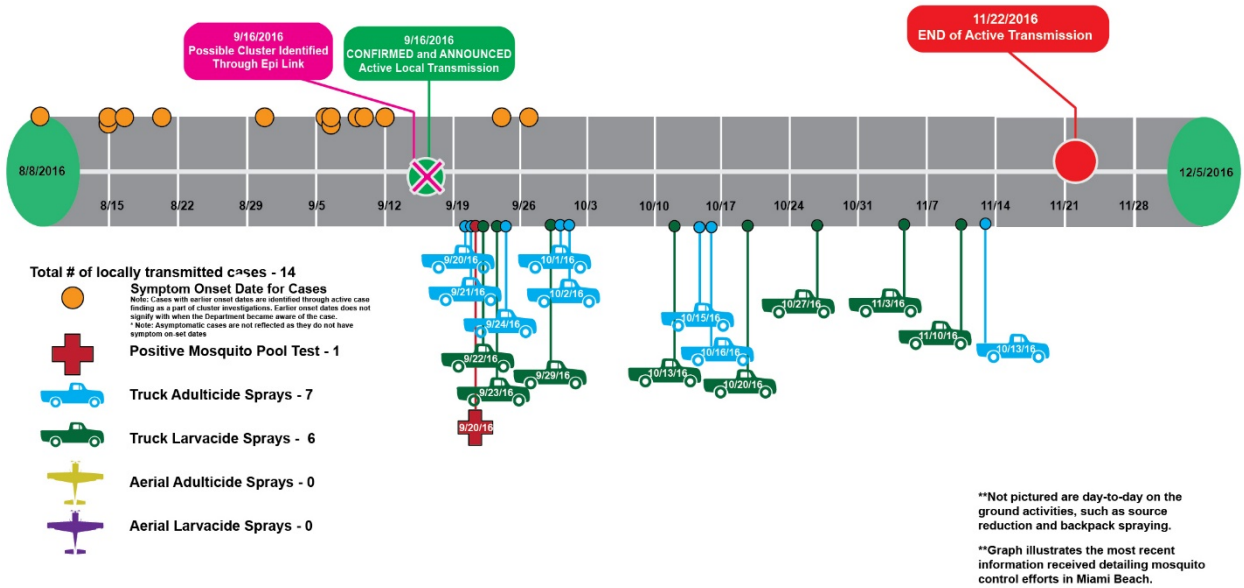 9/16/2016
Possible Cluster Identified
Through Epi Link
9/16/2016
CONFIRMED and ANNOUNCED
Active Local Transmission
11/22/2016
END of Active Transmission
8/8/2016
12/5/2016
8/15
8/22
8/29
9/5
9/12
9/19
9/26
10/3
10/10
10/17
10/24
10/31
11/7
11/14
11/21
11/28
9/20/16
9/21/16
9/24/16
9/22/16
9/23/16
9/20/16
10/1/16
10/2/16
9/29/16
10/15/16
10/16/16
10/13/16
10/20/16
10/27/16
11/3/16
11/10/16
10/13/16
Total # of locally transmitted cases - 14
Symptom Onset Date for Cases
Note: Cases with earlier onset dates are identified through active case
finding as a part of cluster investigations. Earlier onset dates does not
signify with when the Department became aware of the case.
* Note: Asymptomatic cases are not reflected as they do not have
symptom on-set dates
Positive Mosquito Pool Test - 1
Truck Adulticide Sprays - 7
Truck Larvacide Sprays - 6
Aerial Adulticide Sprays - 0
Aerial Larvacide Sprays - 0
**Not pictured are day-to-day on the
ground activities, such as source
reduction and backpack spraying.
**Graph illustrates the most recent
information received detailing mosquito
control efforts in Miami Beach.